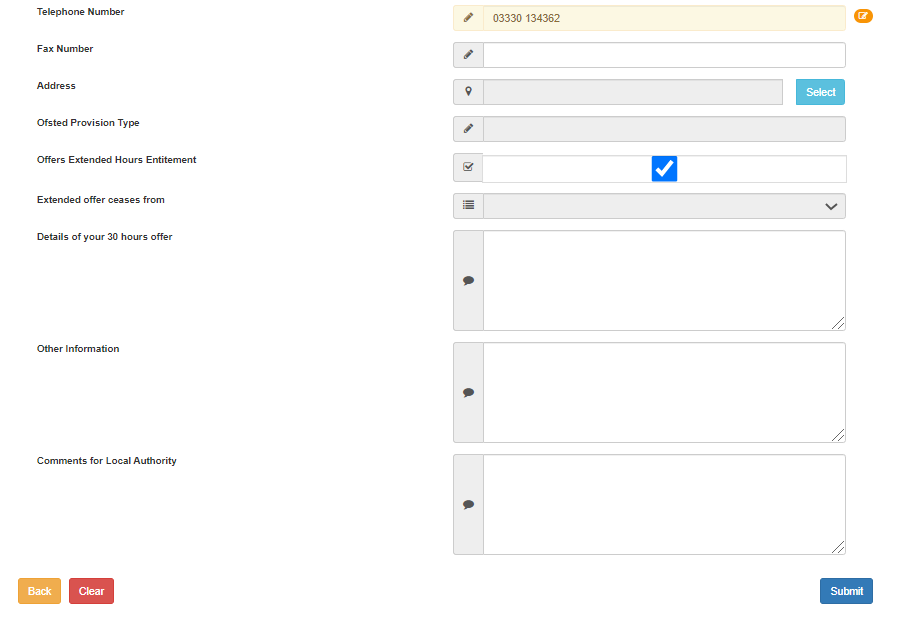 Telephone Number
03330 134362
Fax Number
Address
Select
Ofsted Provision Type
Offers Extended Hours Entitement
Extended offer ceases from
Details of your 30 hours offer
Other Information
Comments for Local Authority
Back Clear Submit